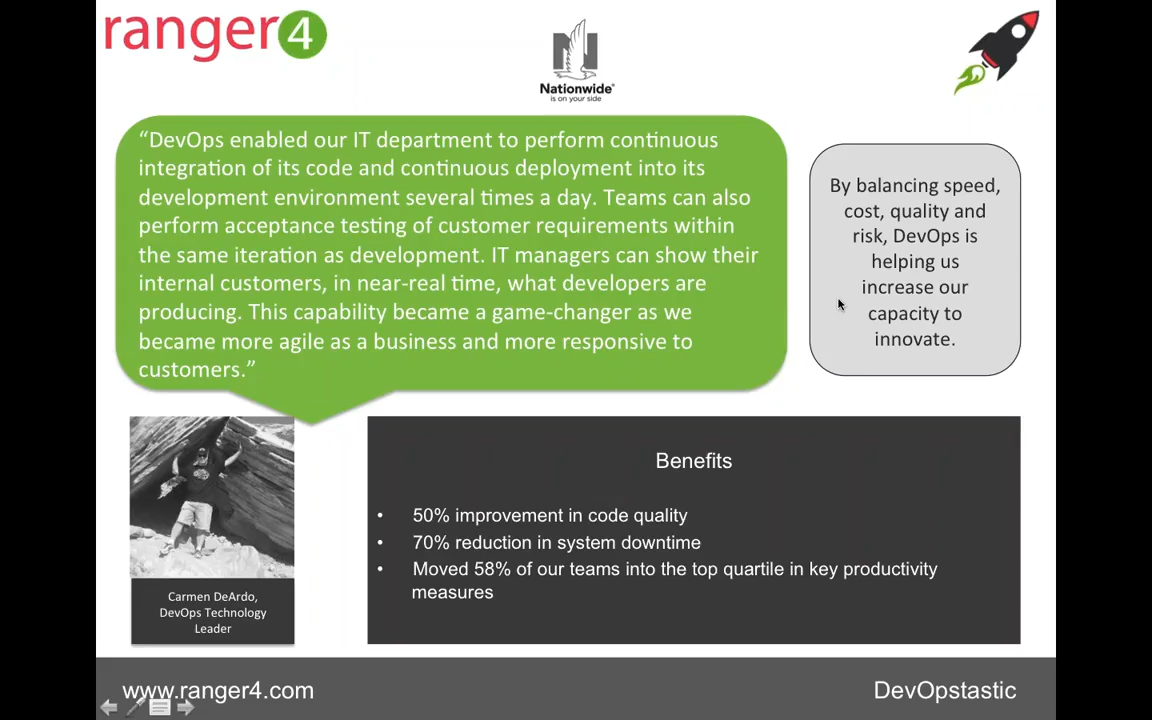 ranger4
Nationwide®
is on your side
“DevOps enabled our IT department to perform continuous
integration of its code and continuous deployment into its
development environment several times a day. Teams can also
perform acceptance testing of customer requirements within
the same iteration as development. IT managers can show their
internal customers, in near-real time, what developers are
producing. This capability became a game-changer as we
became more agile as a business and more responsive to
customers.”
By balancing speed,
cost, quality and
risk, DevOps is
helping us
increase our
capacity to
innovate.
Carmen DeArdo,
DevOps Technology
Leader
Benefits
• 50% improvement in code quality
• 70% reduction in system downtime
• Moved 58% of our teams into the top quartile in key productivity
measures
www.ranger4.com
DevOpstastic